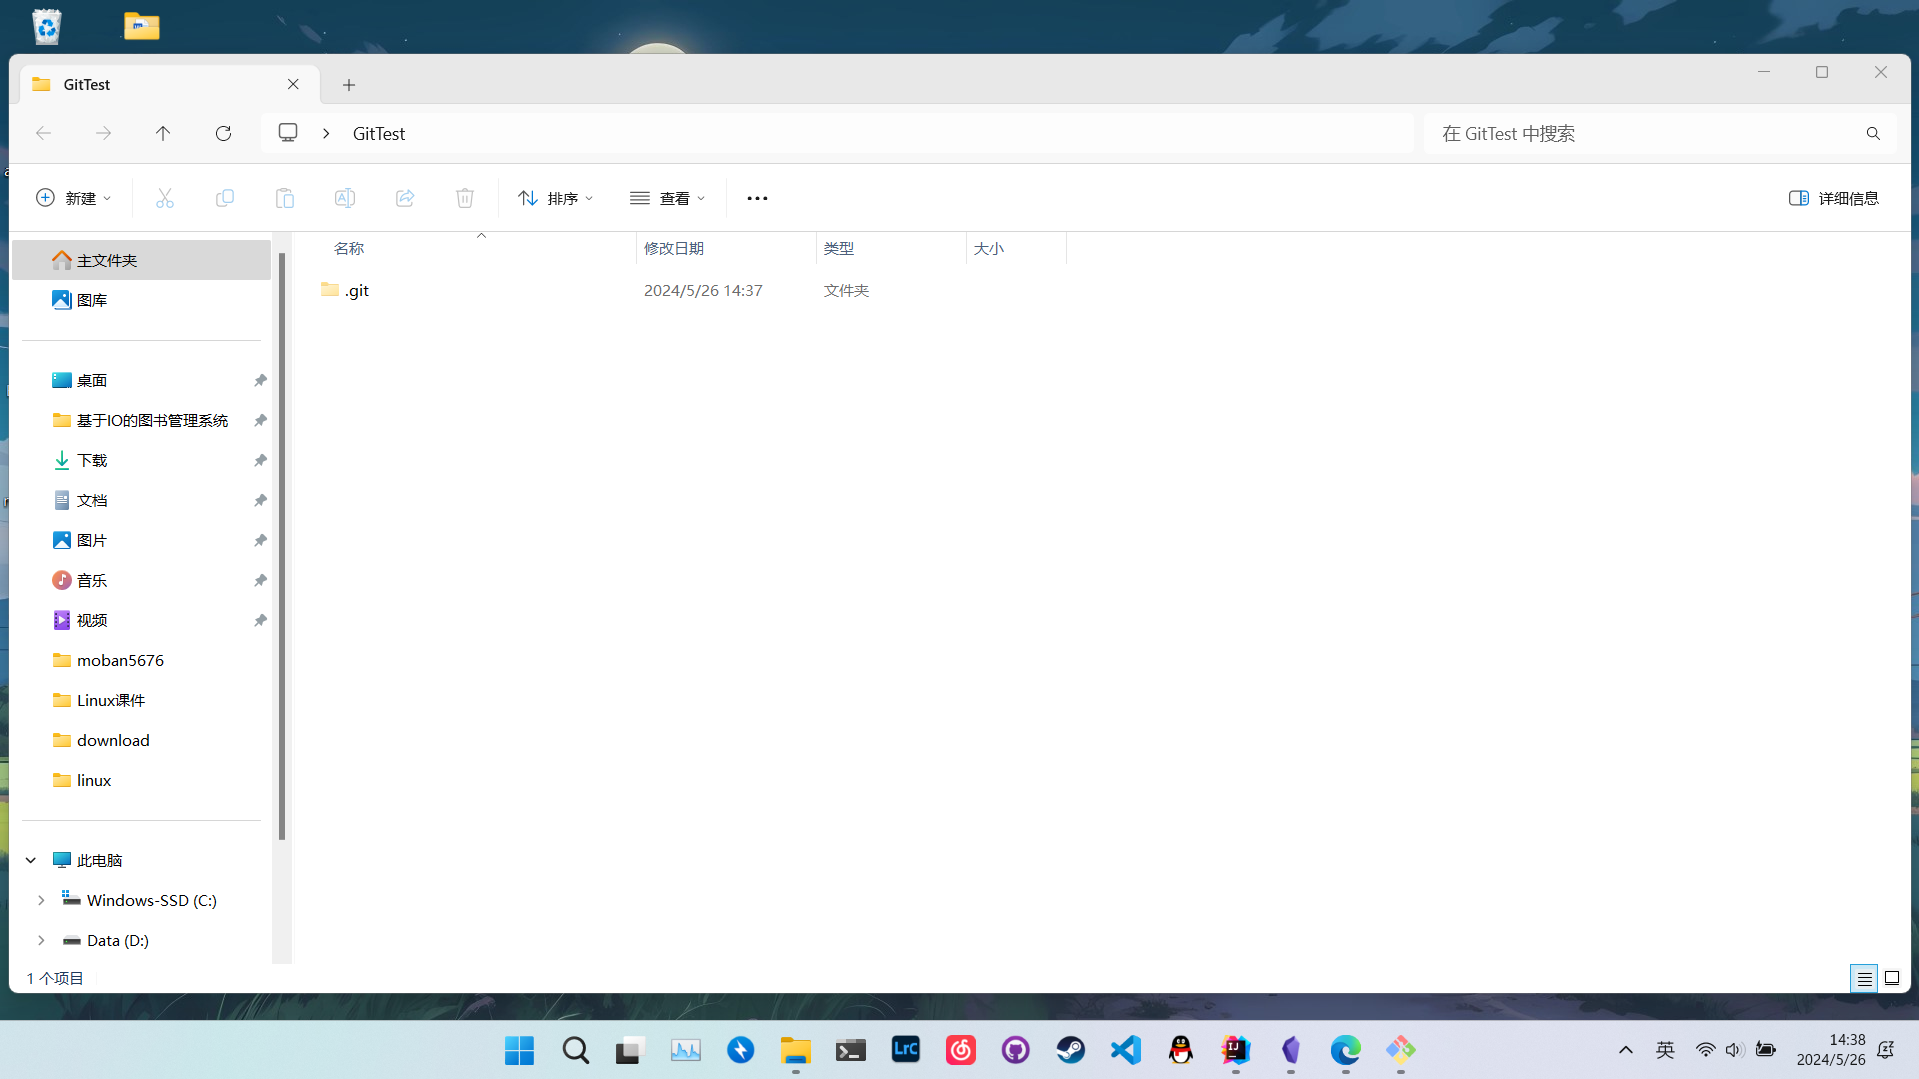 GitTest
GitTest
在 GitTest 中搜索
新建
排序
查看
详细信息
名称
修改日期
类型
大小
.git
2024/5/26 14:37
文件夹
主文件夹
图库
桌面
基于IO的图书管理系统
下载
文档
图片
音乐
视频
moban5676
Linux课件
download
linux
此电脑
Windows-SSD (C:)
Data (D:)
1 个项目
LrC
IJ
英
14:38
2024/5/26